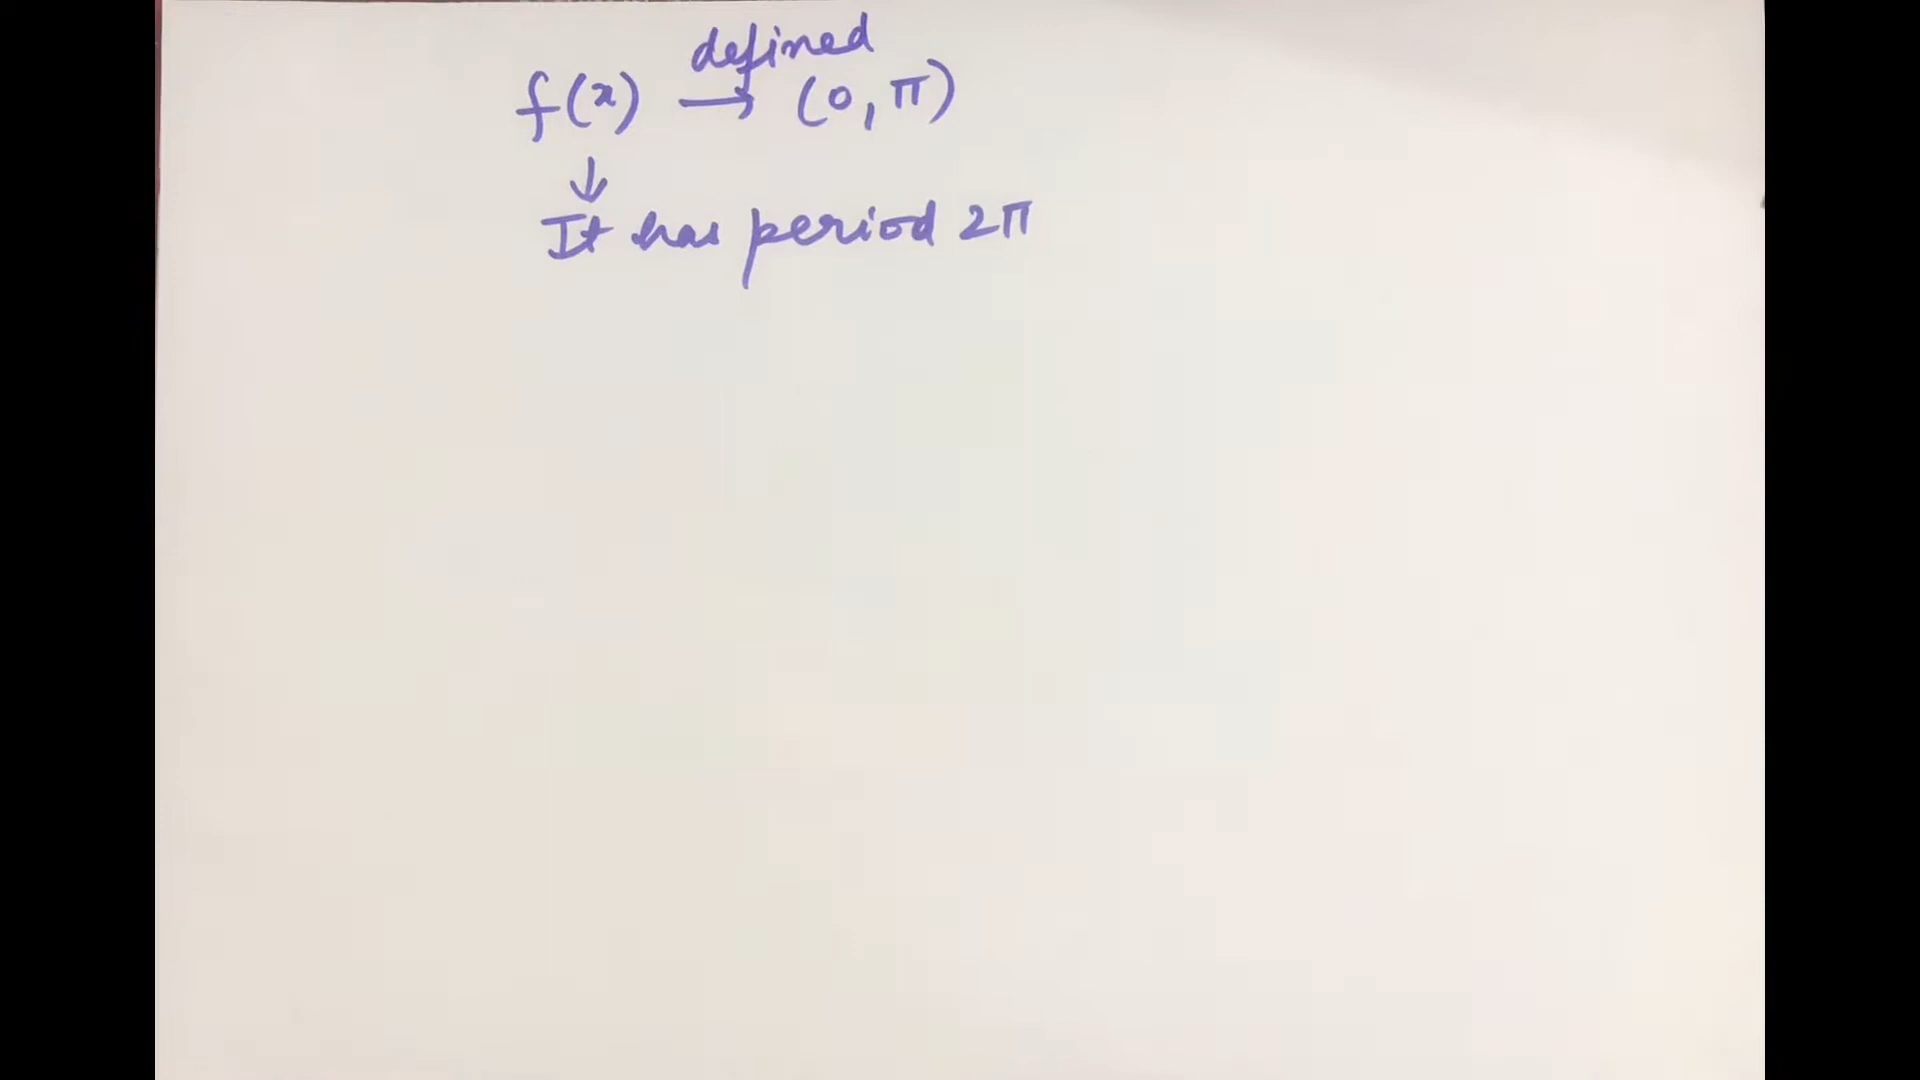 defined
f(x) → (0, π)
↓
It has period 2π